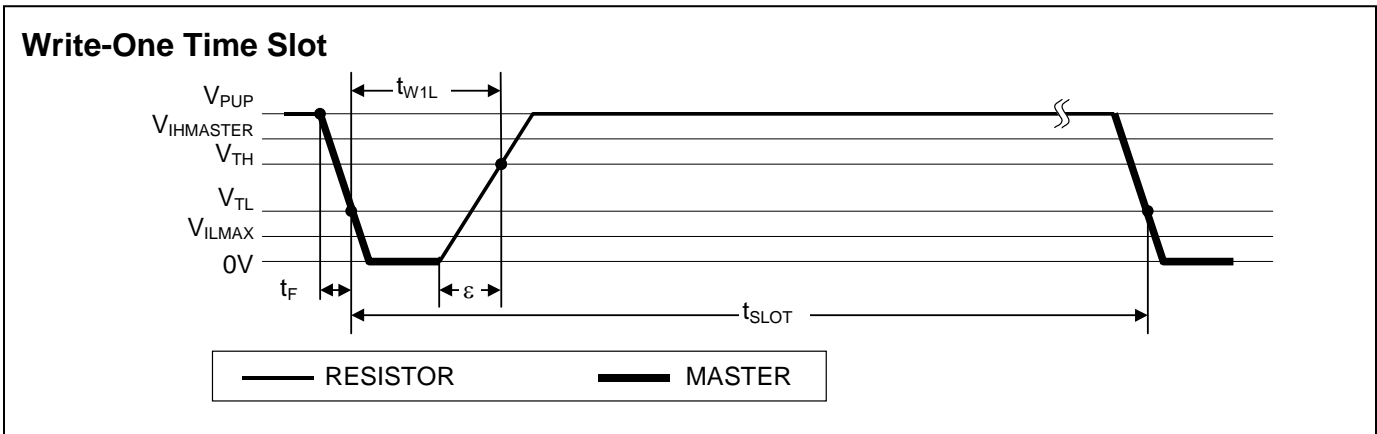 Write-One Time Slot
tW1L
VPUP
VIHMASTER
VTH
VTL
VILMAX
0V
tF
ε
tSLOT
RESISTOR MASTER